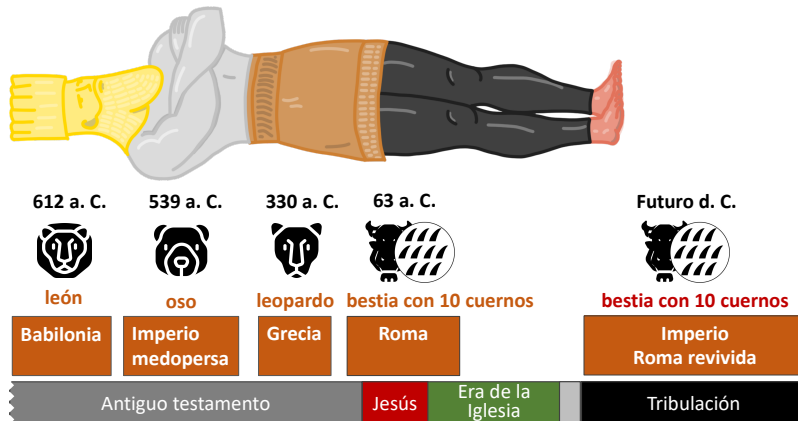 612 a. C.
539 a. C.
330 a. C.
63 a. C.
Futuro d. C.
león
oso
leopardo
bestia con 10 cuernos
bestia con 10 cuernos
Babilonia
Imperio
medopersa
Grecia
Roma
Imperio
Roma revivida
Antiguo testamento
Jesús
Era de la
Iglesia
Tribulación